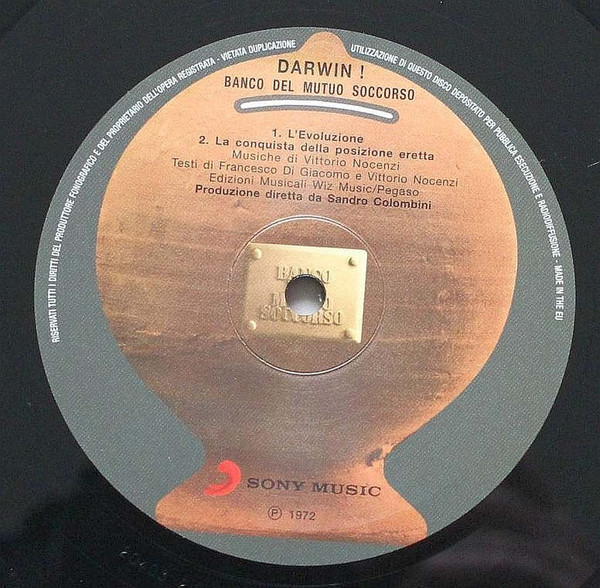 RISERVATI TUTTI I DIRITTI DEL PRODUTTORE FONOGRAFICO E DEL PROPRIETARIO DELL'OPERA REGISTRATA - VIETATA DUPLICAZIONE
UTILIZZAZIONE DI QUESTO DISCO DEPOSITATO PER PUBBLICA ESECUZIONE E RADIODIFFUSIONE - MADE IN THE EU
DARWIN !
BANCO DEL MUTUO SOCCORSO
1. L'Evoluzione
2. La conquista della posizione eretta
Musiche di Vittorio Nocenzi
Testi di Francesco Di Giacomo e Vittorio Nocenzi
Edizioni Musicali Wiz Music/Pegaso
Produzione diretta da Sandro Colombini
BANCO
SOCCORSO
SONY MUSIC
℗ 1972